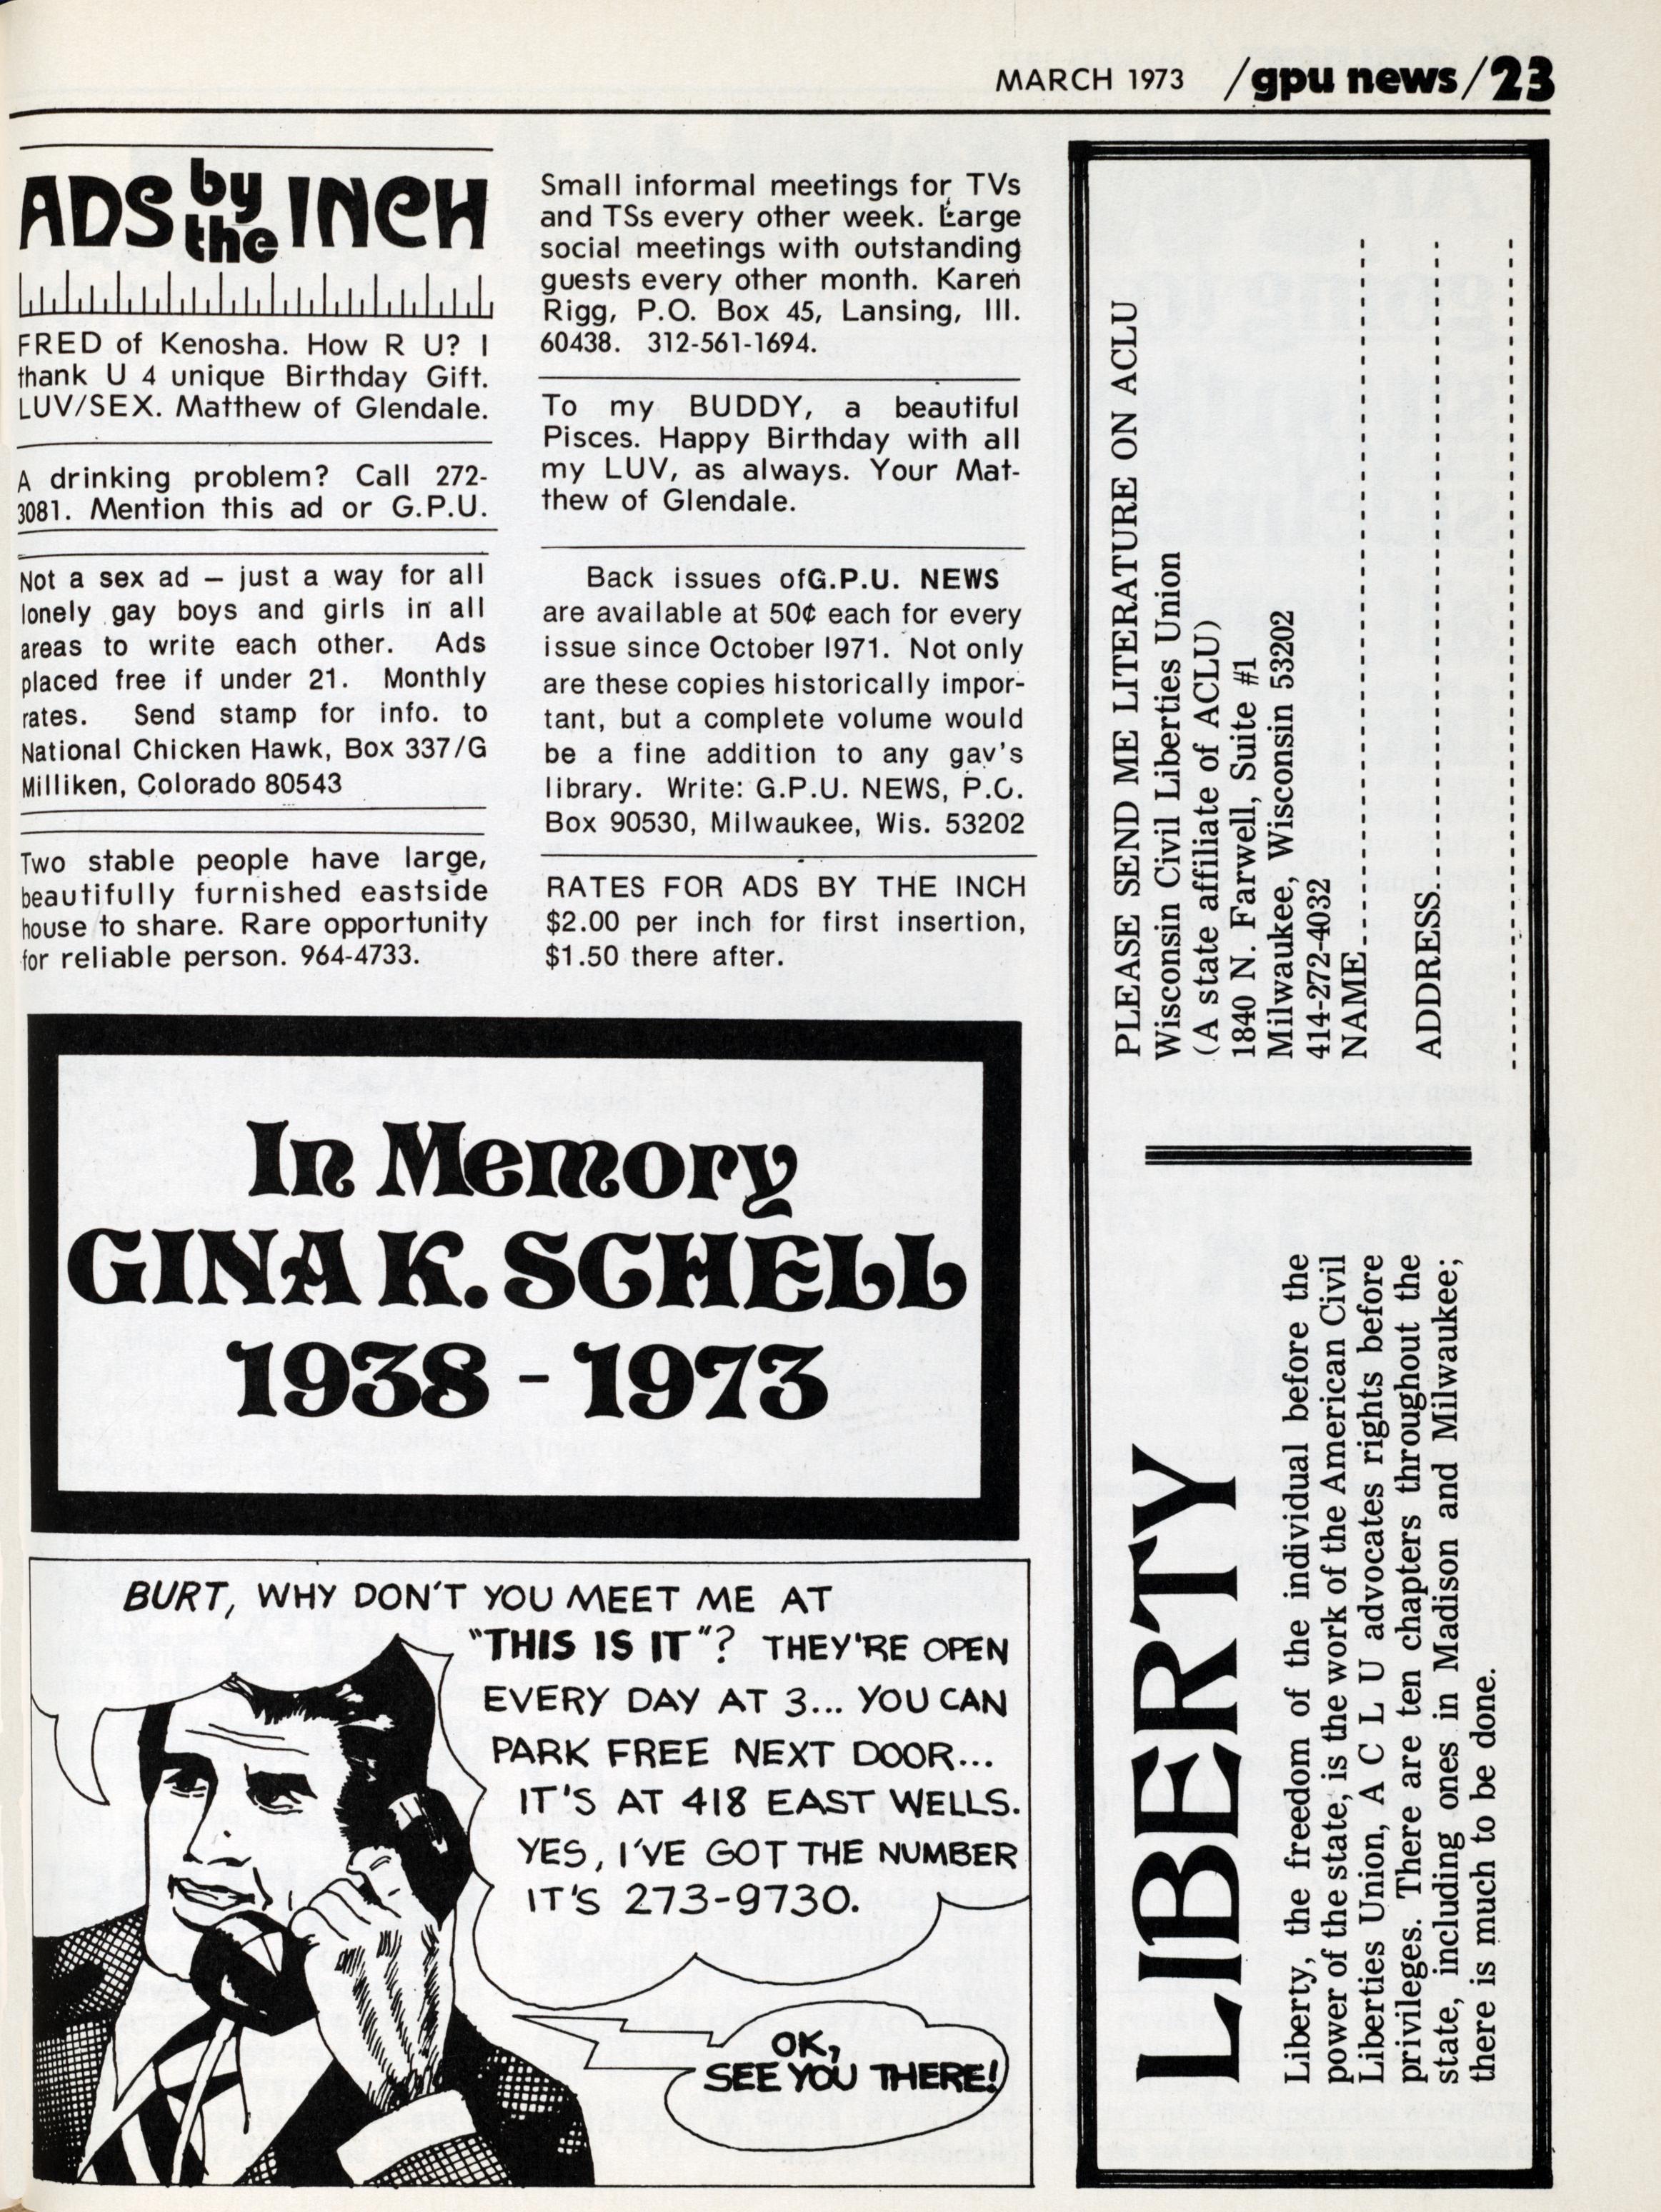 MARCH 1973 /gpu news/23
ADS by the INCH
FRED of Kenosha. How R U? I
thank U 4 unique Birthday Gift.
LUV/SEX. Matthew of Glendale.
A drinking problem? Call 272-
3081. Mention this ad or G.P.U.
Not a sex ad — just a way for all
lonely gay boys and girls in all
areas to write each other. Ads
placed free if under 21. Monthly
rates. Send stamp for info. to
National Chicken Hawk, Box 337/G
Milliken, Colorado 80543
Two stable people have large,
beautifully furnished eastside
house to share. Rare opportunity
for reliable person. 964-4733.
Small informal meetings for TVs
and TSs every other week. Large
social meetings with outstanding
guests every other month. Karen
Rigg, P.O. Box 45, Lansing, Ill.
60438. 312-561-1694.
To my BUDDY, a beautiful
Pisces. Happy Birthday with all
my LUV, as always. Your Mat-
thew of Glendale.
Back issues ofG.P.U. NEWS
are available at 50¢ each for every
issue since October 1971. Not only
are these copies historically impor-
tant, but a complete volume would
be a fine addition to any gay's
library. Write: G.P.U. NEWS, P.O.
Box 90530, Milwaukee, Wis. 53202
RATES FOR ADS BY THE INCH
$2.00 per inch for first insertion,
$1.50 there after.
In Memory
GINA K. SCHELL
1938 - 1973
BURT, WHY DON'T YOU MEET ME AT
"THIS IS IT"? THEY'RE OPEN
EVERY DAY AT 3... YOU CAN
PARK FREE NEXT DOOR...
IT'S AT 418 EAST WELLS.
YES, I'VE GOT THE NUMBER
IT'S 273-9730.
OK,
SEE YOU THERE!
LIBERTY
Liberty, the freedom of the individual before the
power of the state, is the work of the American Civil
Liberties Union, A C L U advocates rights before
privileges. There are ten chapters throughout the
state, including ones in Madison and Milwaukee;
there is much to be done.
PLEASE SEND ME LITERATURE ON ACLU
Wisconsin Civil Liberties Union
(A state affiliate of ACLU)
1840 N. Farwell, Suite #1
Milwaukee, Wisconsin 53202
414-272-4032
NAME
ADDRESS